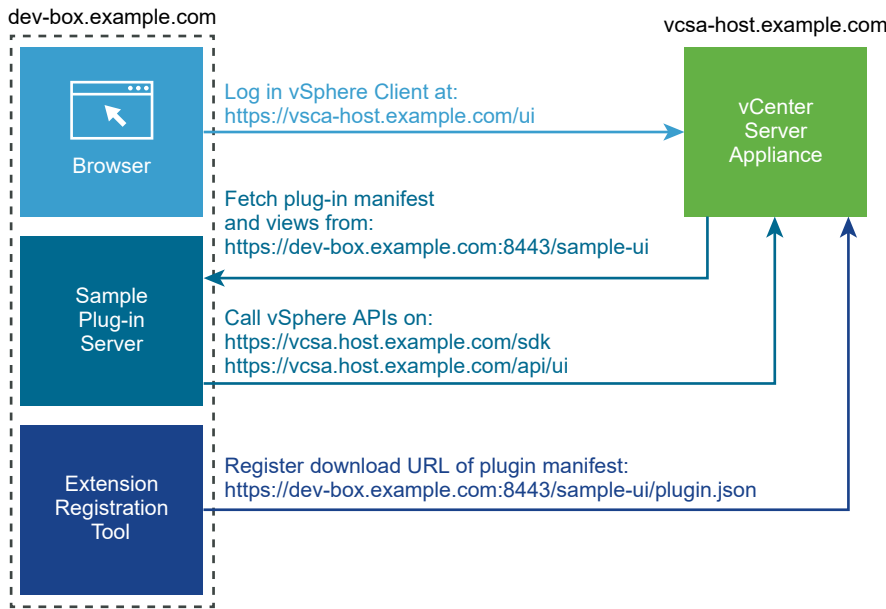 dev-box.example.com
vcsa-host.example.com
Browser
Log in vSphere Client at:
https://vsca-host.example.com/ui
vCenter
Server
Appliance
Fetch plug-in manifest
and views from:
https://dev-box.example.com:8443/sample-ui
Sample
Plug-in
Server
Call vSphere APIs on:
https://vcsa.host.example.com/sdk
https://vcsa.host.example.com/api/ui
Extension
Registration
Tool
Register download URL of plugin manifest:
https://dev-box.example.com:8443/sample-ui/plugin.json